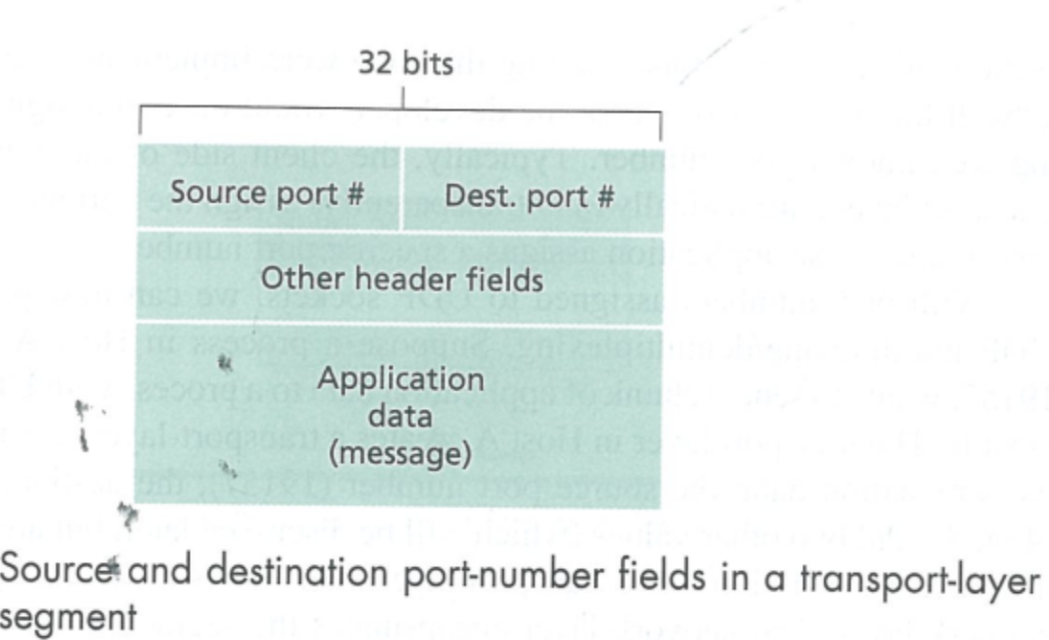 32 bits
Source port # Dest. port #
Other header fields
Application
data
(message)
Source and destination port-number fields in a transport-layer
segment